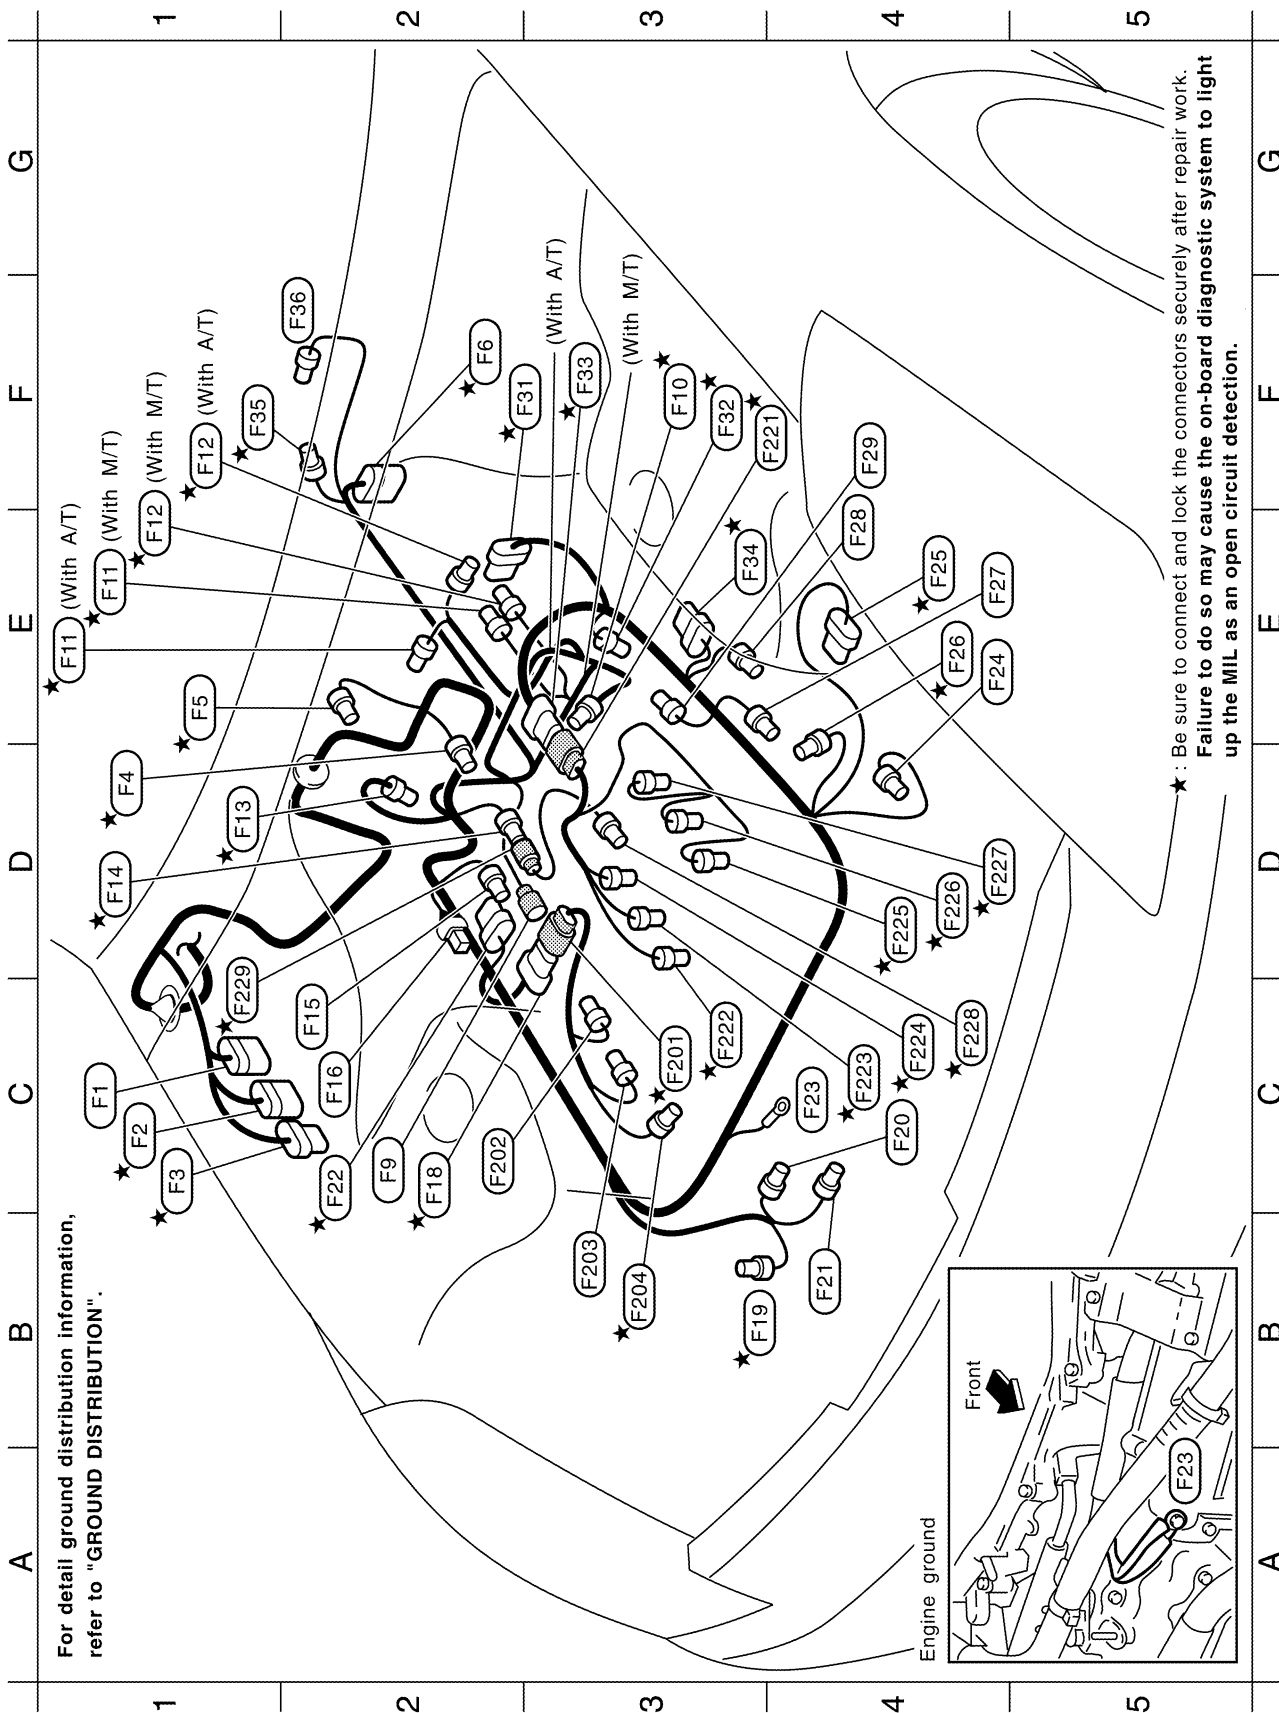 A B C D E F G
1
2
3
4
5
For detail ground distribution information,
refer to "GROUND DISTRIBUTION".
★ F11 (With A/T)
★ F11 (With M/T)
★ F12 (With M/T)
★ F12 (With A/T)
★ F35
F36
F1
★ F2
★ F3
★ F14
★ F4
★ F5
★ F13
★ F229
F15
F16
★ F22
F9
★ F18
F202
★ F6
★ F31
(With A/T)
★ F33
(With M/T)
★ F10
★ F32
★ F221
F203
★ F204
★ F201
★ F222
★ F19
F21
F23
★ F223
F20
★ F224
★ F228
★ F225
★ F226
★ F227
★ F34
F29
F28
★ F25
F27
★ F26
F24
Engine ground
Front
F23
★ : Be sure to connect and lock the connectors securely after repair work.
Failure to do so may cause the on-board diagnostic system to light
up the MIL as an open circuit detection.
A B C D E F G
1
2
3
4
5